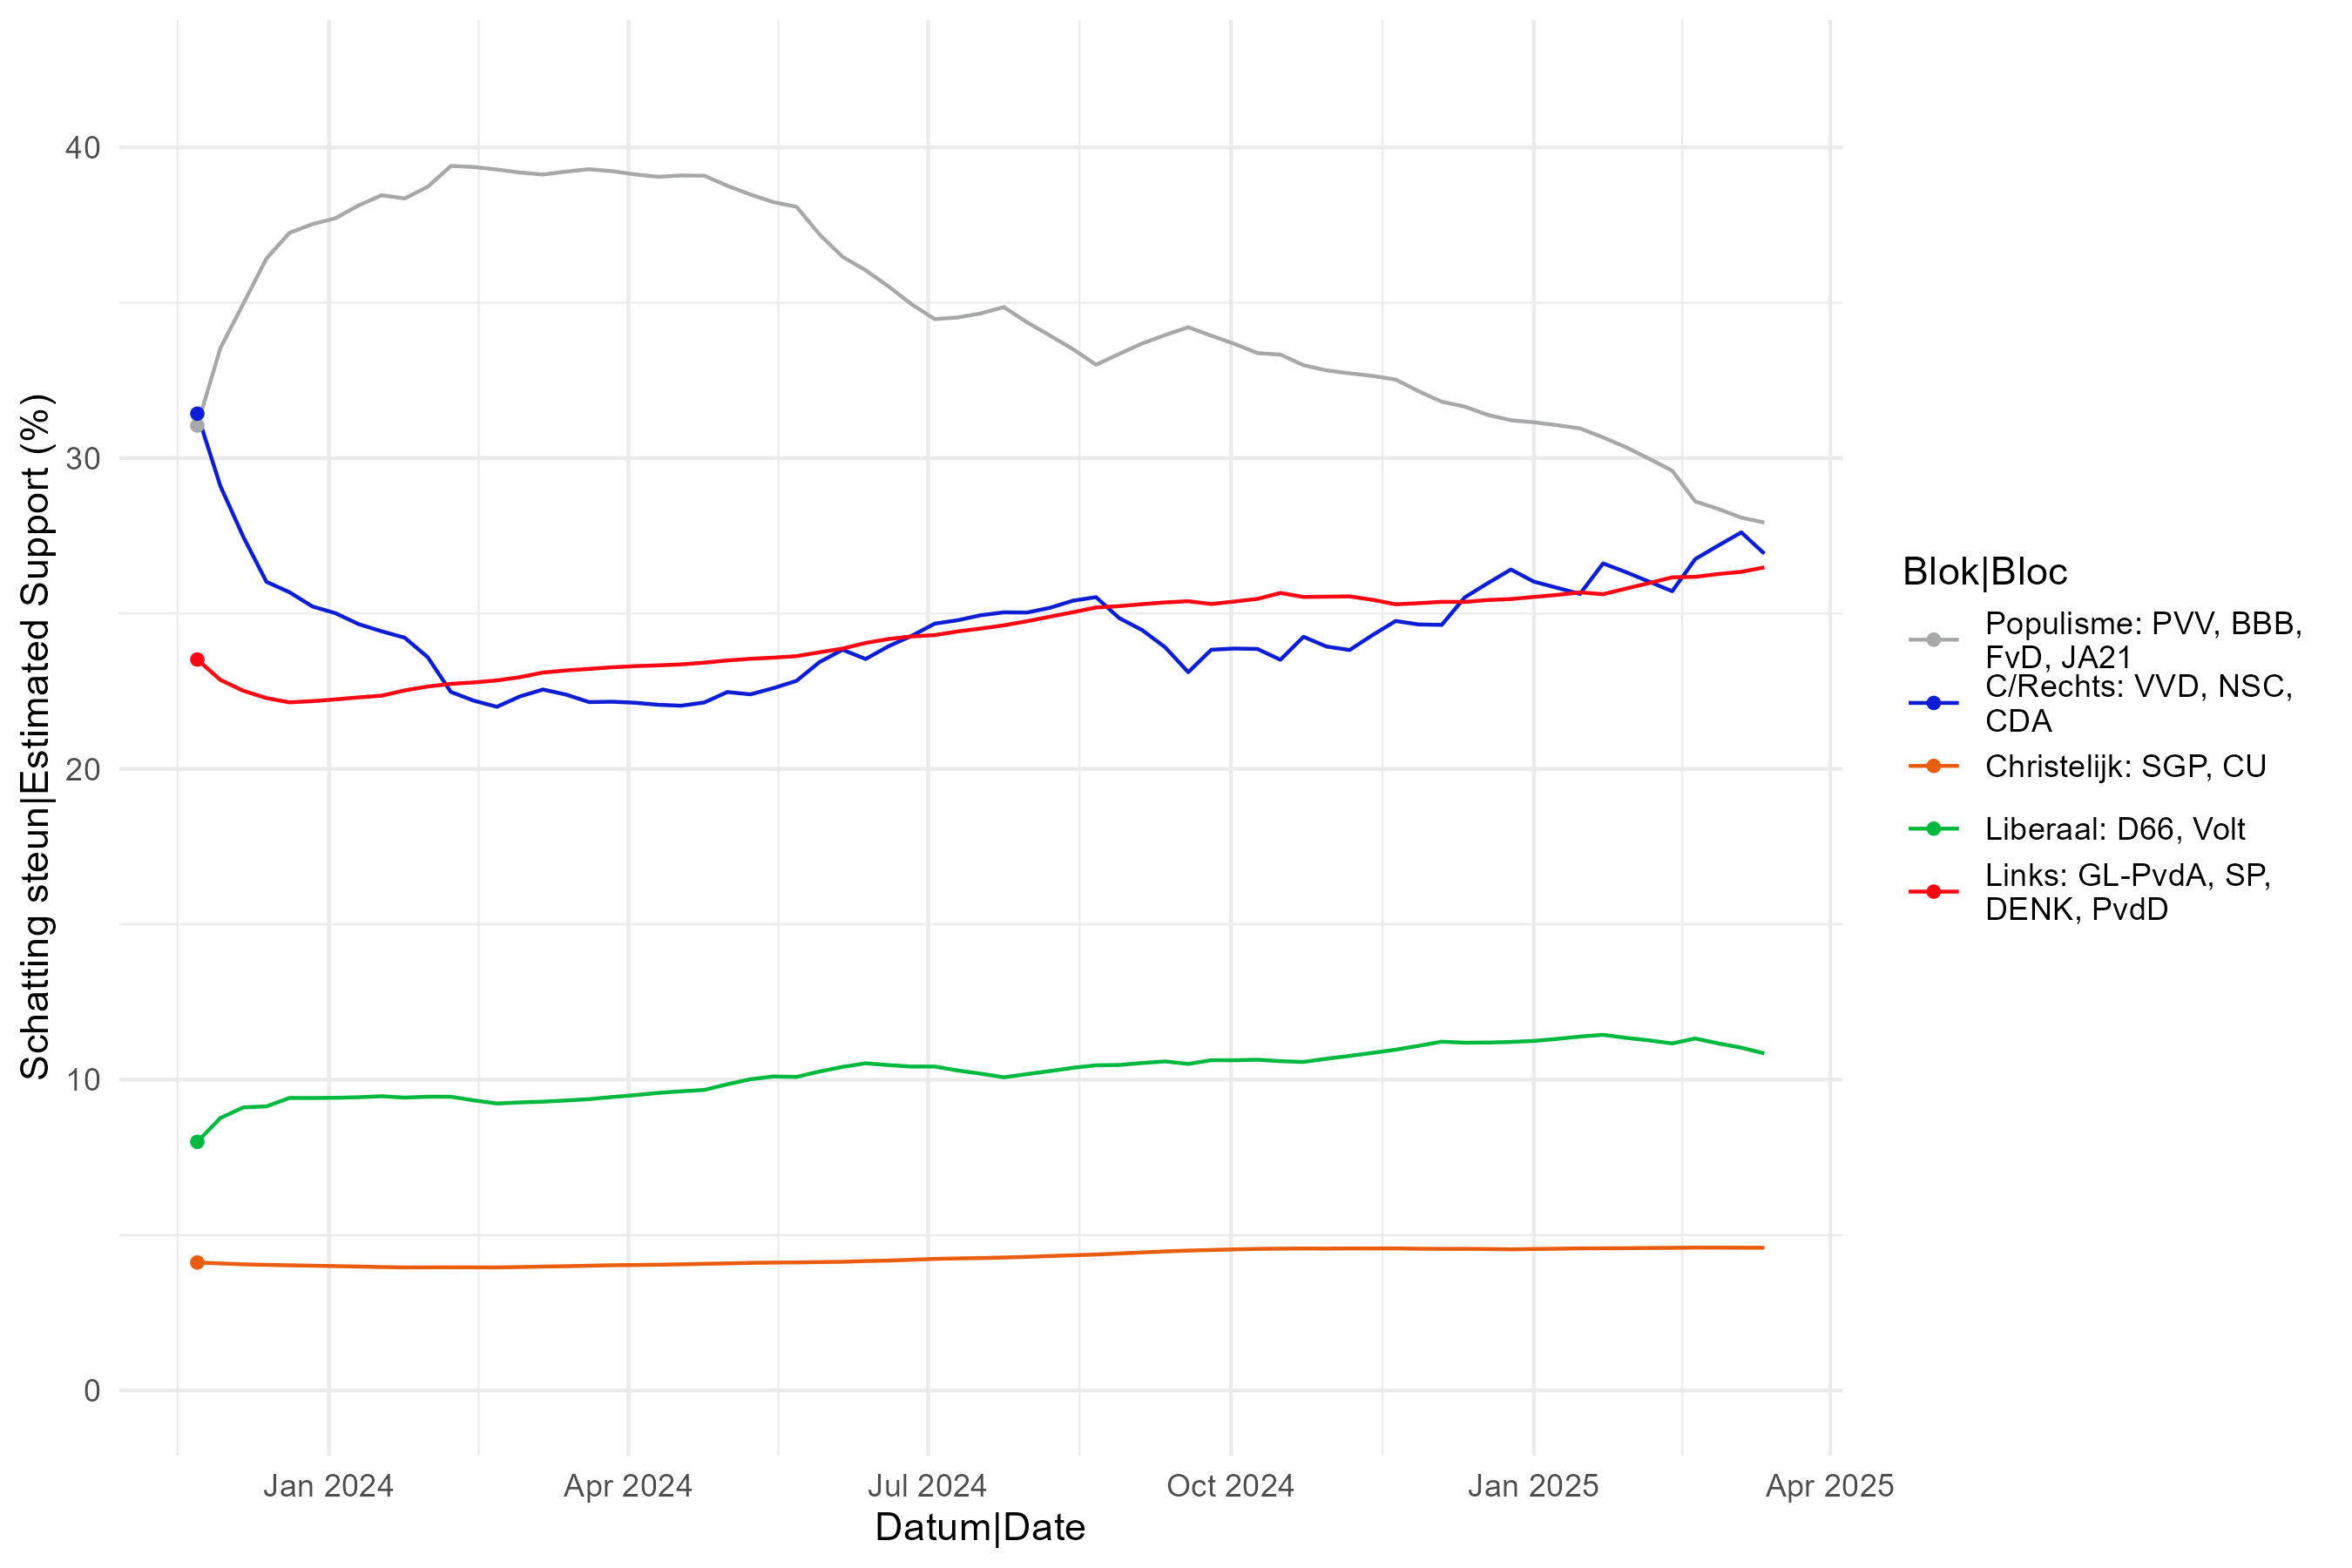 Schatting steun|Estimated Support (%)
40
30
20
10
0
Jan 2024
Apr 2024
Jul 2024
Oct 2024
Jan 2025
Apr 2025
Datum|Date
Blok|Bloc
Populisme: PVV, BBB,
FvD, JA21
C/Rechts: VVD, NSC,
CDA
Christelijk: SGP, CU
Liberaal: D66, Volt
Links: GL-PvdA, SP,
DENK, PvdD